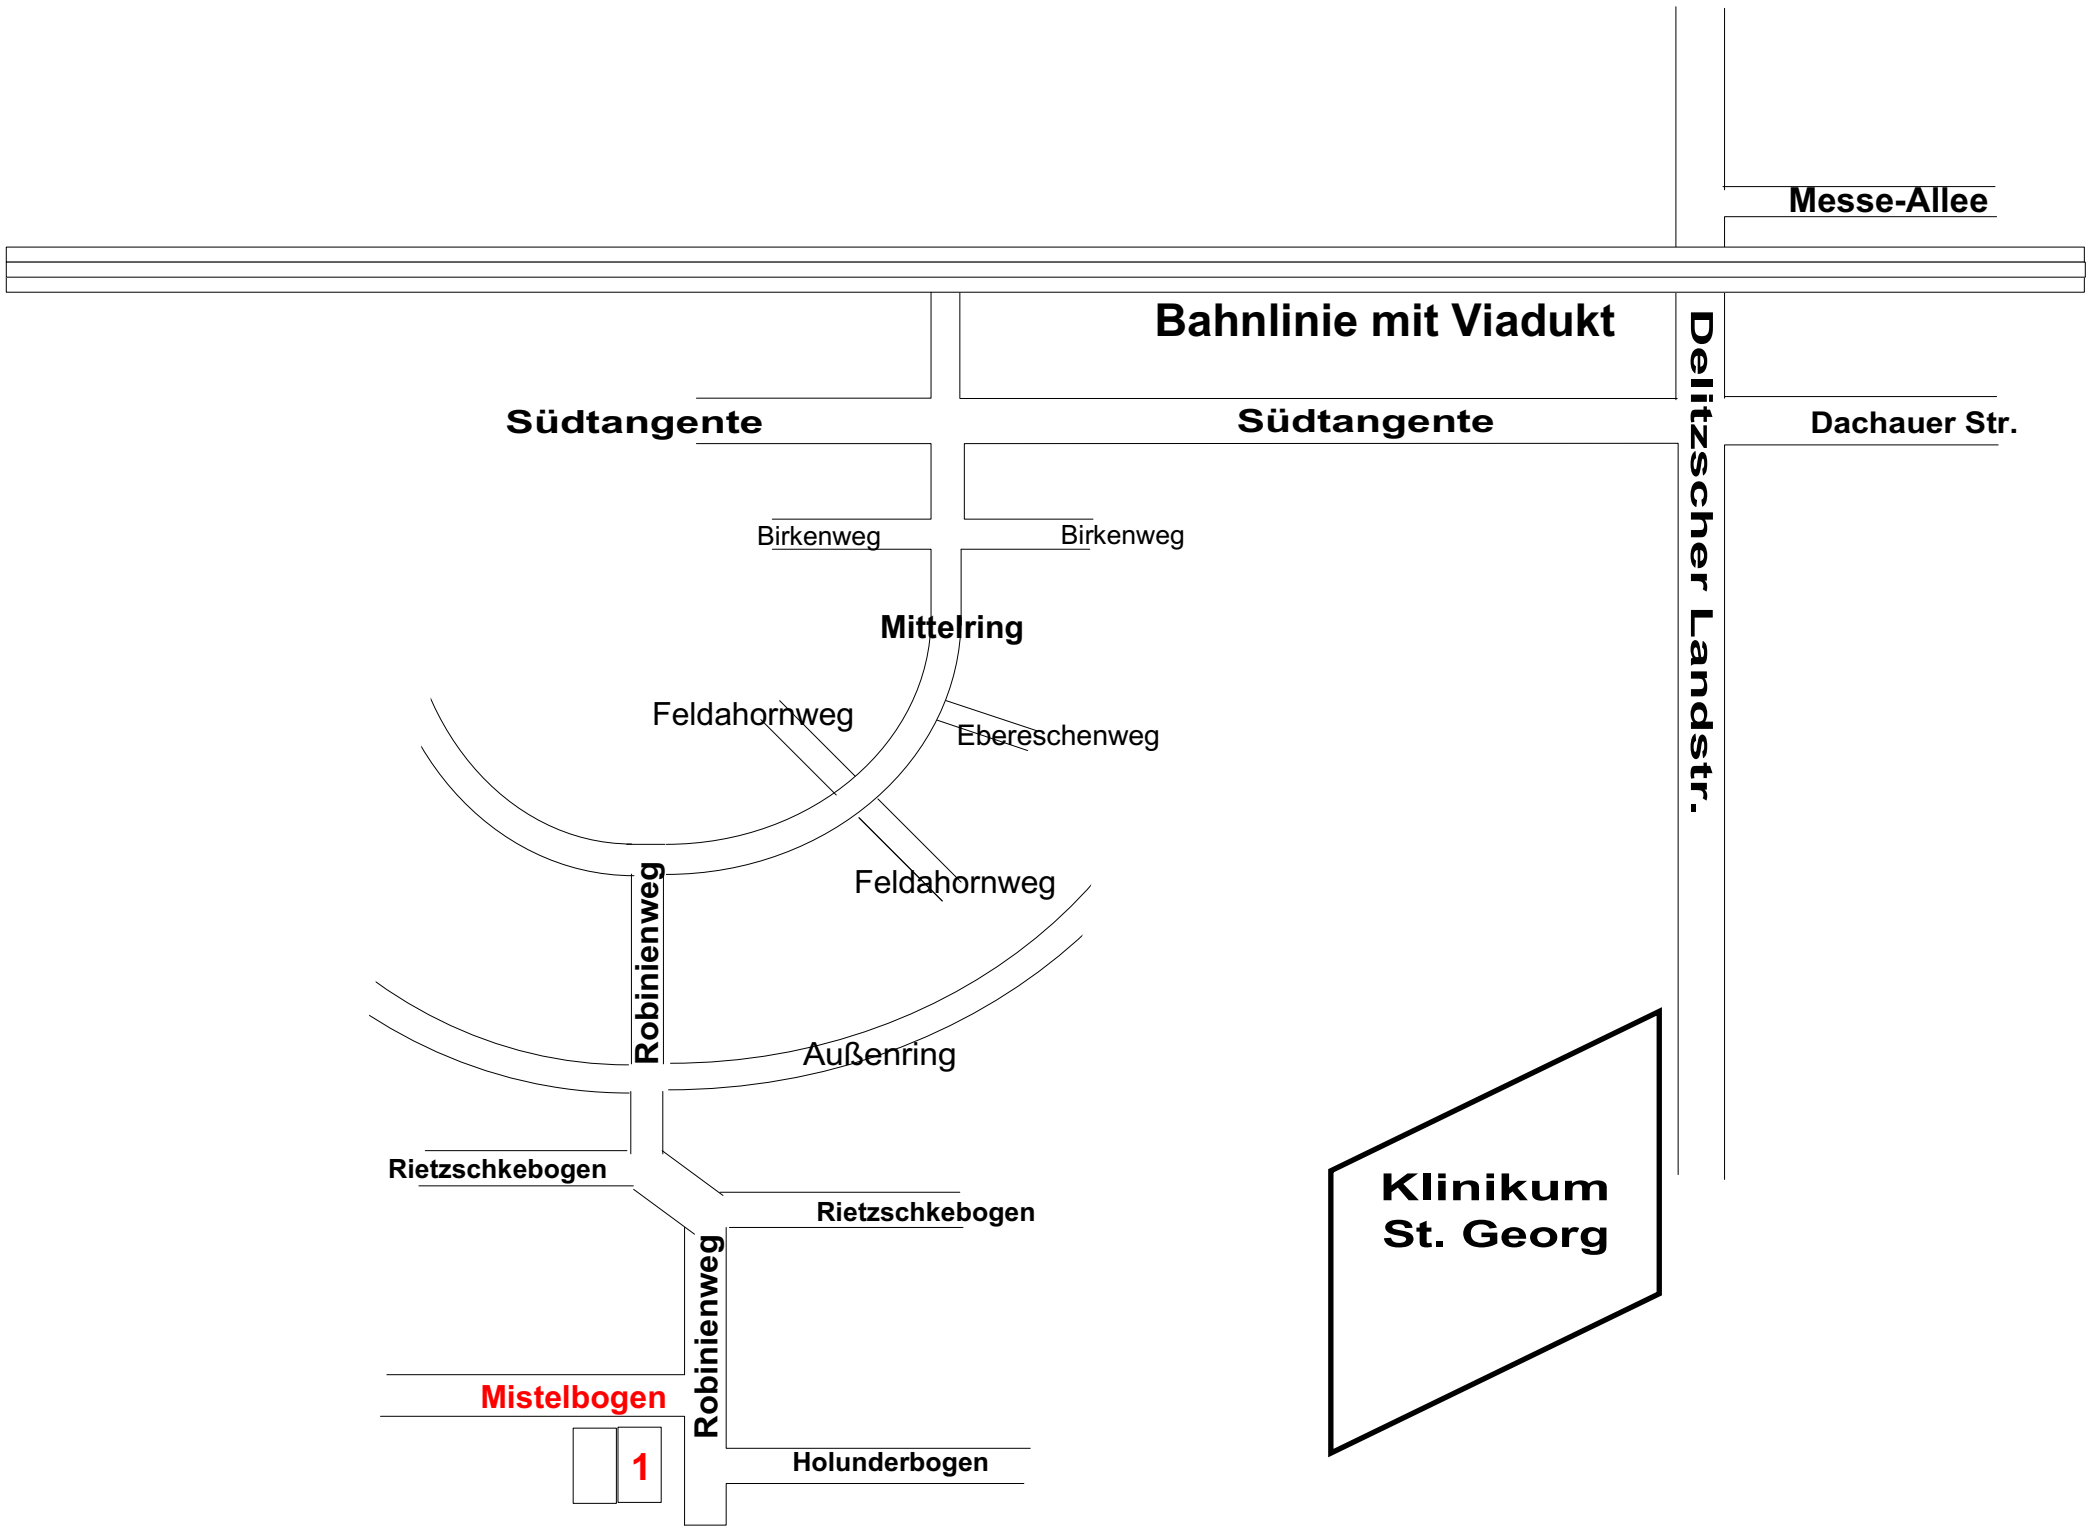 Messe-Allee
Bahnlinie mit Viadukt
Delitzscher Landstr.
Südtangente
Südtangente
Dachauer Str.
Birkenweg
Birkenweg
Mittelring
Feldahornweg
Ebereschenweg
Feldahornweg
Robinienweg
Außenring
Rietzschkebogen
Rietzschkebogen
Klinikum
St. Georg
Robinienweg
Mistelbogen
1
Holunderbogen